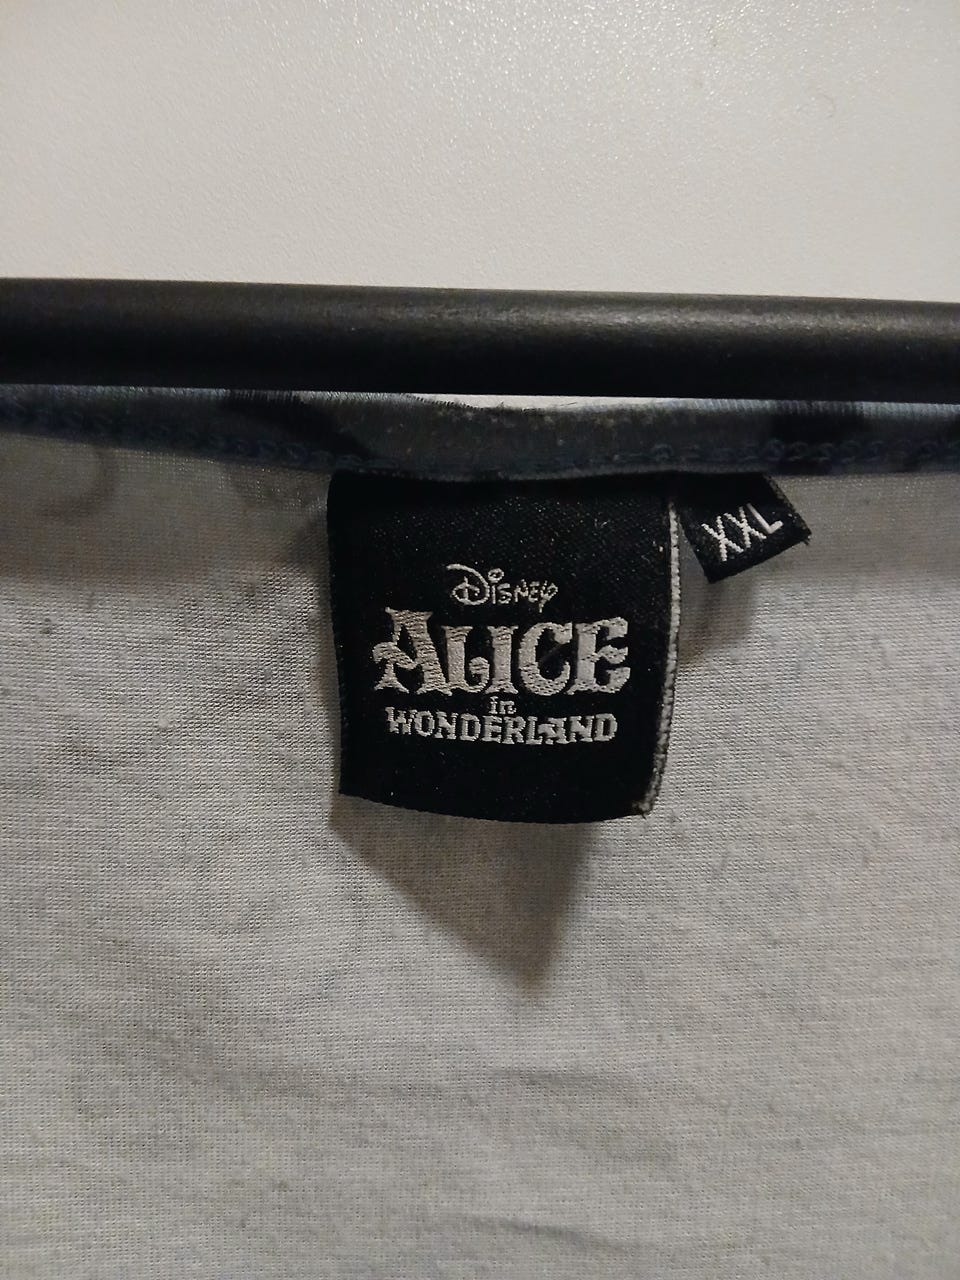 Disney
ALICE
in
WONDERLAND
XXL